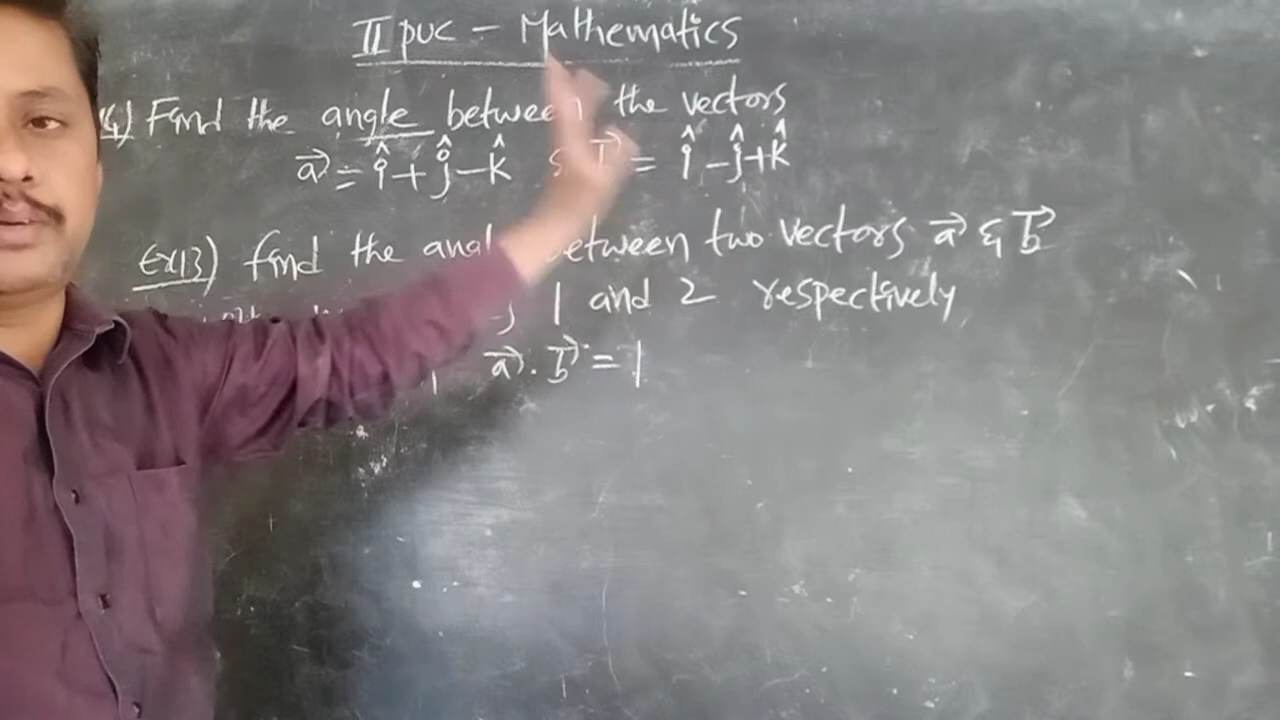 II puc - Mathematics
4) Find the angle between the vectors
a⃗ = î + ĵ - k̂ b⃗ = î - ĵ + k̂
Ex13) find the between two vectors a⃗ & b⃗
1 and 2 respectively
a⃗ . b⃗ = 1